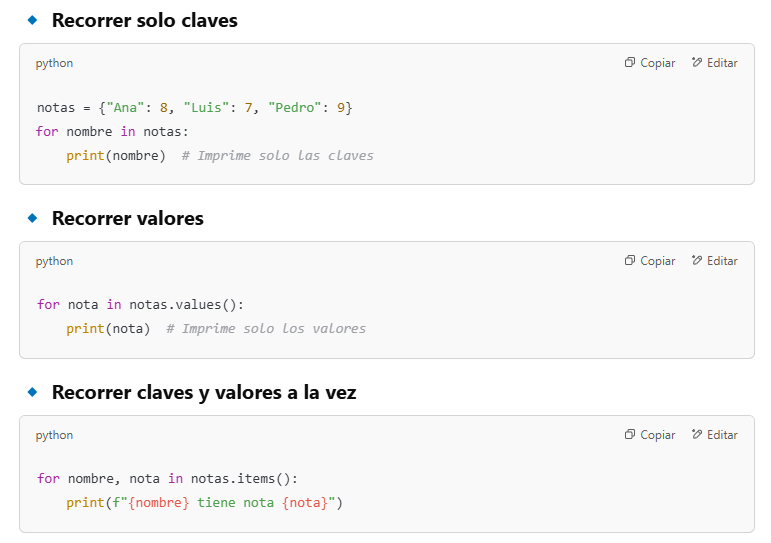 Recorrer solo claves
python Copiar Editar
notas = {"Ana": 8, "Luis": 7, "Pedro": 9}
for nombre in notas:
    print(nombre)  # Imprime solo las claves
Recorrer valores
python Copiar Editar
for nota in notas.values():
    print(nota)  # Imprime solo los valores
Recorrer claves y valores a la vez
python Copiar Editar
for nombre, nota in notas.items():
    print(f"{nombre} tiene nota {nota}")